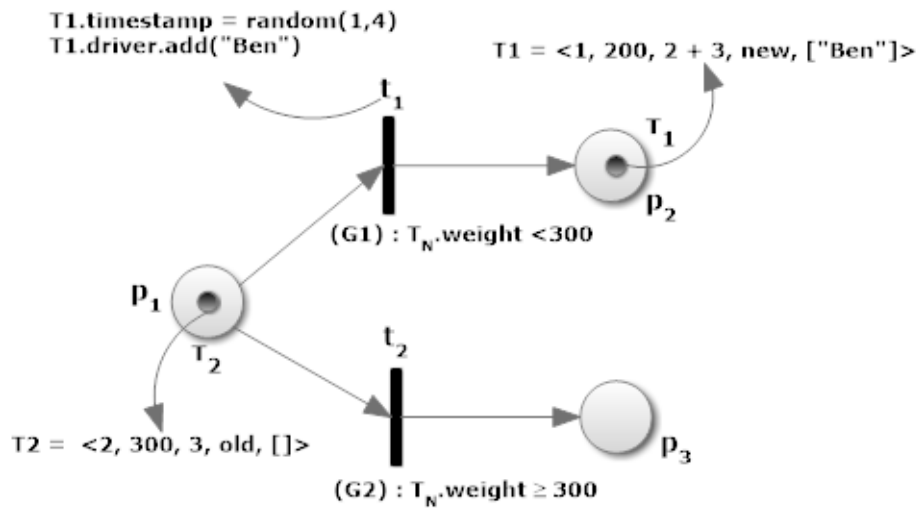 T1.timestamp = random(1,4)
T1.driver.add("Ben")
T1 = <1, 200, 2 + 3, new, ["Ben"]>
t1
T1
p2
(G1) : TN.weight <300
p1
T2
t2
T2 = <2, 300, 3, old, []>
p3
(G2) : TN.weight ≥ 300